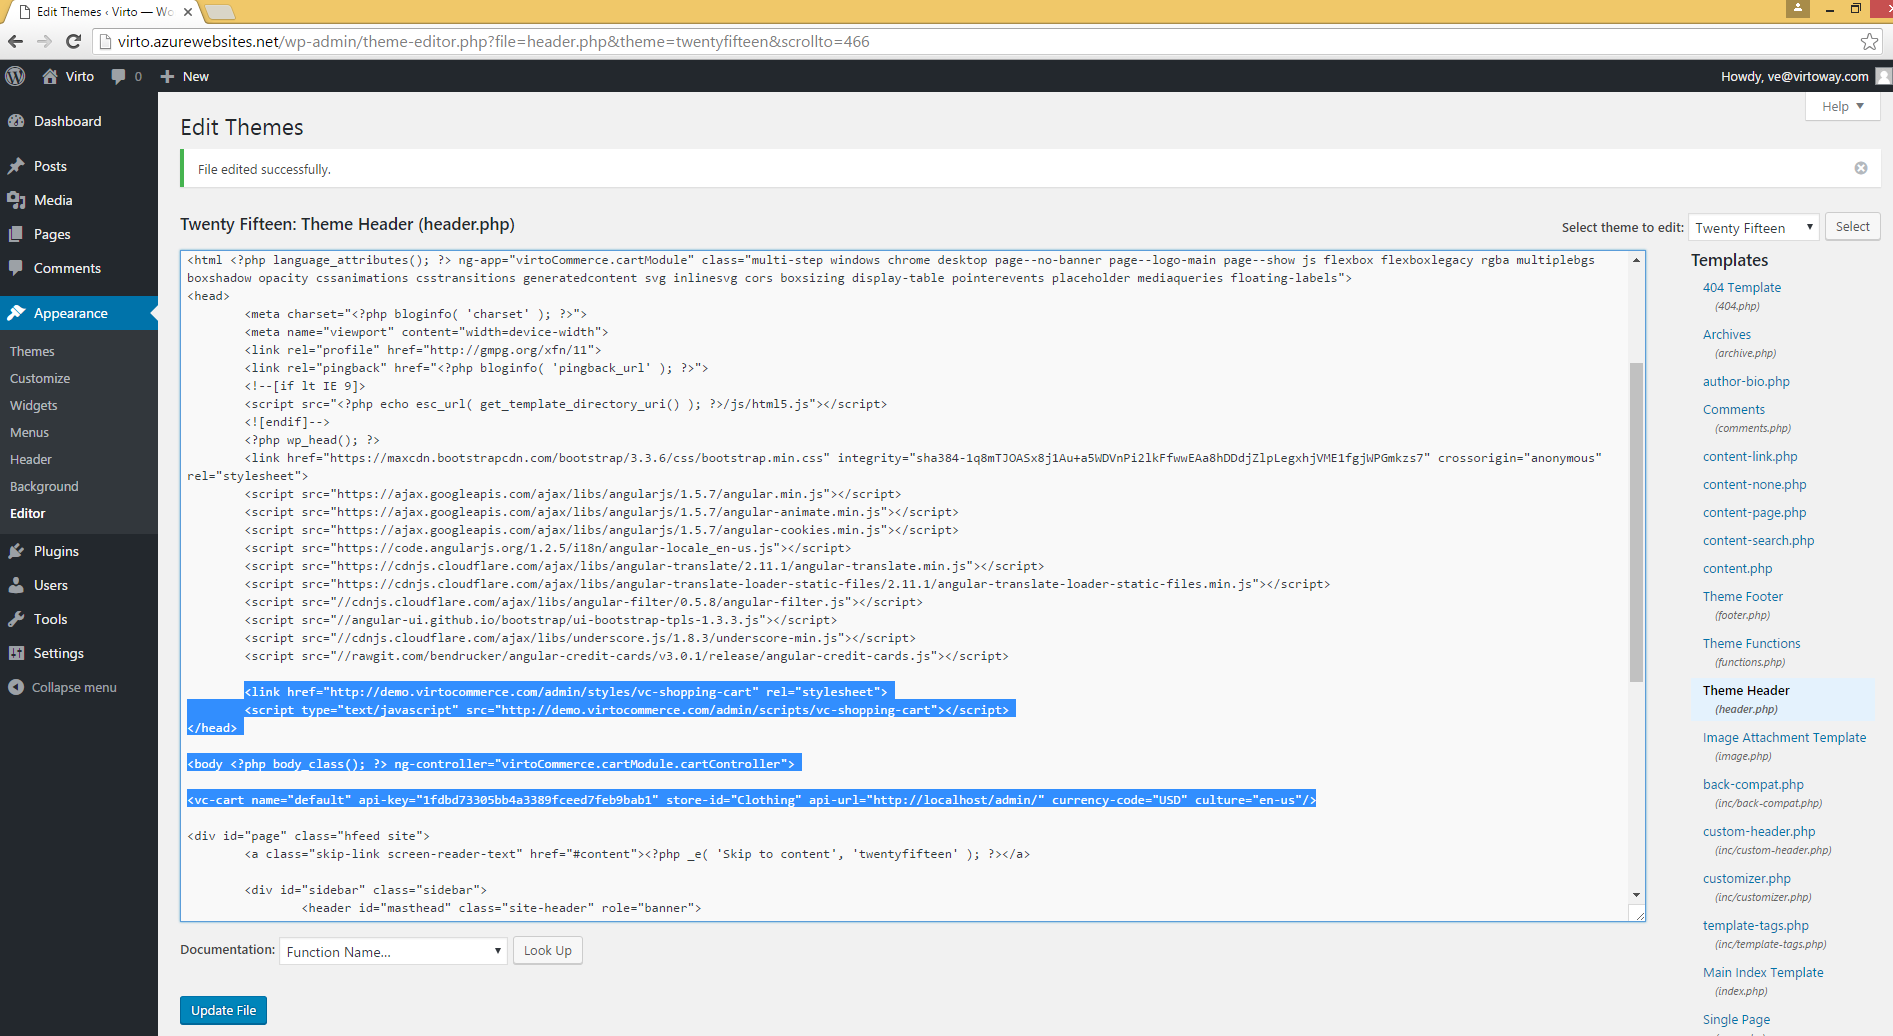 Edit Themes ‹ Virto — Wo
virto.azurewebsites.net/wp-admin/theme-editor.php?file=header.php&theme=twentyfifteen&scrollto=466
Virto
0
New
Howdy, ve@virtoway.com
Help
Dashboard
Posts
Media
Pages
Comments
Appearance
Themes
Customize
Widgets
Menus
Header
Background
Editor
Plugins
Users
Tools
Settings
Collapse menu
Edit Themes
File edited successfully.
Twenty Fifteen: Theme Header (header.php)
Select theme to edit:
Twenty Fifteen
Select
<html <?php language_attributes(); ?> ng-app="virtoCommerce.cartModule" class="multi-step windows chrome desktop page--no-banner page--logo-main page--show js flexbox flexboxlegacy rgba multiplebgs
boxshadow opacity cssanimations csstransitions generatedcontent svg inlinesvg cors boxsizing display-table pointerevents placeholder mediaqueries floating-labels">
<head>
<meta charset="<?php bloginfo( 'charset' ); ?>">
<meta name="viewport" content="width=device-width">
<link rel="profile" href="http://gmpg.org/xfn/11">
<link rel="pingback" href="<?php bloginfo( 'pingback_url' ); ?>">
<!--[if lt IE 9]>
<script src="<?php echo esc_url( get_template_directory_uri() ); ?>/js/html5.js"></script>
<![endif]-->
<?php wp_head(); ?>
<link href="https://maxcdn.bootstrapcdn.com/bootstrap/3.3.6/css/bootstrap.min.css" integrity="sha384-1q8mTJOASx8j1Au+a5WDVnPi2lkFfwwEAa8hDDdjZlpLegxhjVME1fgjWPGmkzs7" crossorigin="anonymous"
rel="stylesheet">
<script src="https://ajax.googleapis.com/ajax/libs/angularjs/1.5.7/angular.min.js"></script>
<script src="https://ajax.googleapis.com/ajax/libs/angularjs/1.5.7/angular-animate.min.js"></script>
<script src="https://ajax.googleapis.com/ajax/libs/angularjs/1.5.7/angular-cookies.min.js"></script>
<script src="https://code.angularjs.org/1.2.5/i18n/angular-locale_en-us.js"></script>
<script src="https://cdnjs.cloudflare.com/ajax/libs/angular-translate/2.11.1/angular-translate.min.js"></script>
<script src="https://cdnjs.cloudflare.com/ajax/libs/angular-translate-loader-static-files/2.11.1/angular-translate-loader-static-files.min.js"></script>
<script src="//cdnjs.cloudflare.com/ajax/libs/angular-filter/0.5.8/angular-filter.js"></script>
<script src="//angular-ui.github.io/bootstrap/ui-bootstrap-tpls-1.3.3.js"></script>
<script src="//cdnjs.cloudflare.com/ajax/libs/underscore.js/1.8.3/underscore-min.js"></script>
<script src="//rawgit.com/bendrucker/angular-credit-cards/v3.0.1/release/angular-credit-cards.js"></script>
<link href="http://demo.virtocommerce.com/admin/styles/vc-shopping-cart" rel="stylesheet">
<script type="text/javascript" src="http://demo.virtocommerce.com/admin/scripts/vc-shopping-cart"></script>
</head>
<body <?php body_class(); ?> ng-controller="virtoCommerce.cartModule.cartController">
<vc-cart name="default" api-key="1fdbd73305bb4a3389fceed7feb9bab1" store-id="Clothing" api-url="http://localhost/admin/" currency-code="USD" culture="en-us"/>
<div id="page" class="hfeed site">
<a class="skip-link screen-reader-text" href="#content"><?php _e( 'Skip to content', 'twentyfifteen' ); ?></a>
<div id="sidebar" class="sidebar">
<header id="masthead" class="site-header" role="banner">
Documentation:
Function Name...
Look Up
Update File
Templates
404 Template
(404.php)
Archives
(archive.php)
author-bio.php
Comments
(comments.php)
content-link.php
content-none.php
content-page.php
content-search.php
content.php
Theme Footer
(footer.php)
Theme Functions
(functions.php)
Theme Header
(header.php)
Image Attachment Template
(image.php)
back-compat.php
(inc/back-compat.php)
custom-header.php
(inc/custom-header.php)
customizer.php
(inc/customizer.php)
template-tags.php
(inc/template-tags.php)
Main Index Template
(index.php)
Single Page